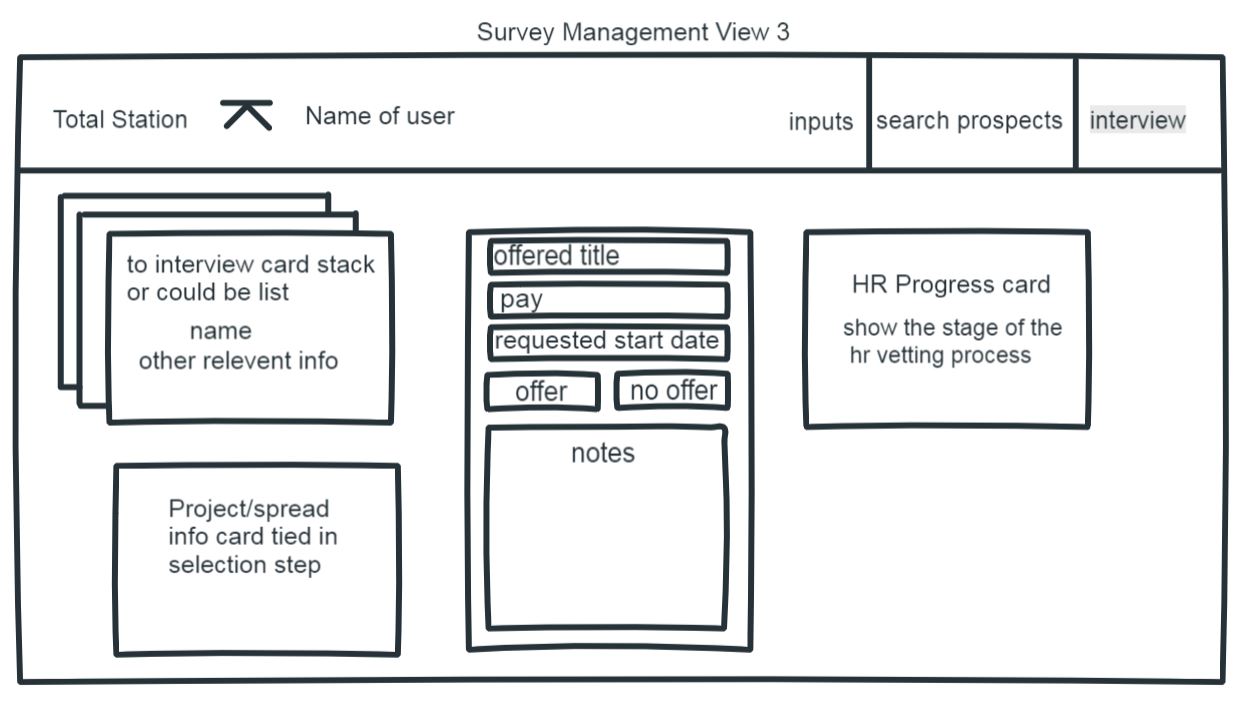 Survey Management View 3
Total Station
Name of user
inputs
search prospects
interview
to interview card stack
or could be list
name
other relevent info
Project/spread
info card tied in
selection step
offered title
pay
requested start date
offer
no offer
notes
HR Progress card
show the stage of the
hr vetting process